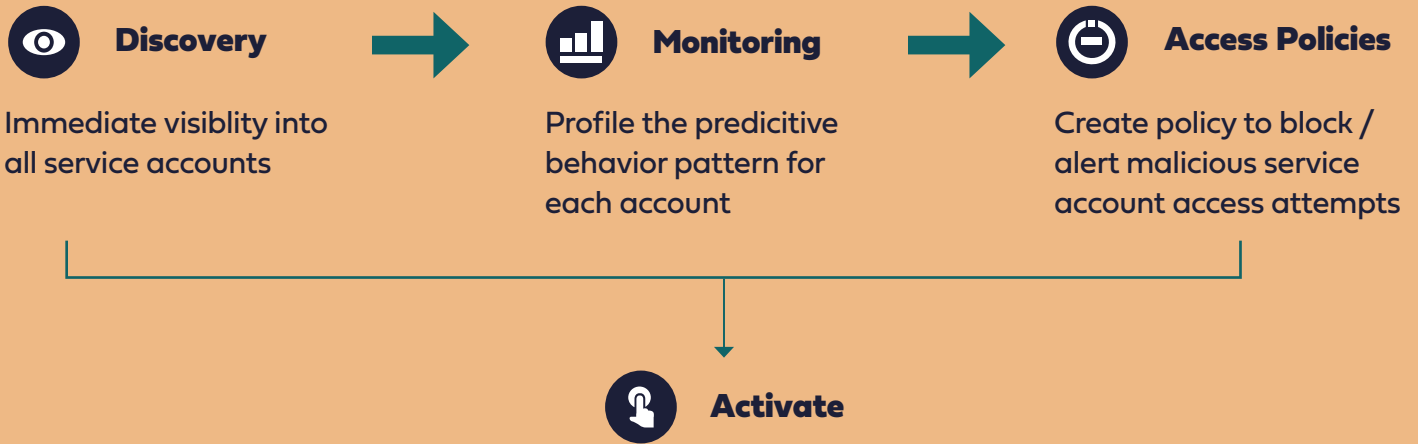 Discovery
Immediate visiblity into
all service accounts
Monitoring
Profile the predicitive
behavior pattern for
each account
Access Policies
Create policy to block /
alert malicious service
account access attempts
Activate